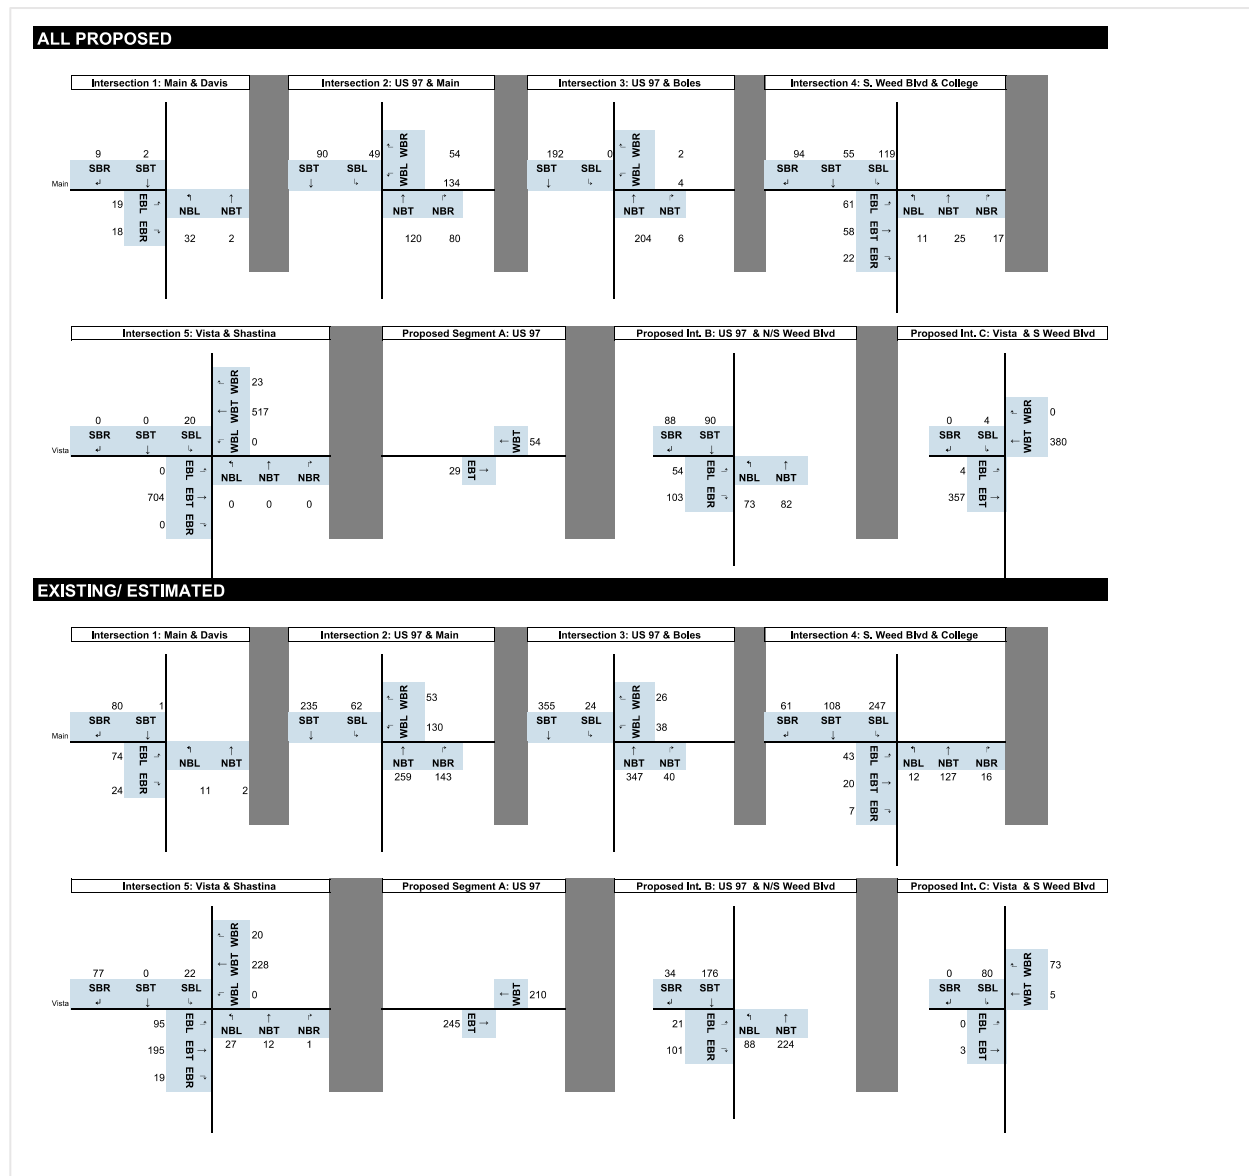 ALL PROPOSED
Intersection 1: Main & Davis
Intersection 2: US 97 & Main
Intersection 3: US 97 & Boles
Intersection 4: S. Weed Blvd & College
9 2
SBR SBT
Main
19 EBL
18 EBR
NBL NBT
32 2
90 49
SBT SBL
WBR 54
WBL 134
NBT NBR
120 80
192 0
SBT SBL
WBR 2
WBL 4
NBT NBT
204 6
94 55 119
SBR SBT SBL
61 EBL
58 EBT
22 EBR
NBL NBT NBR
11 25 17
Intersection 5: Vista & Shastina
Proposed Segment A: US 97
Proposed Int. B: US 97 & N/S Weed Blvd
Proposed Int. C: Vista & S Weed Blvd
WBR 23
WBT 517
WBL 0
0 0 20
SBR SBT SBL
Vista
0 EBL
704 EBT
0 EBR
NBL NBT NBR
0 0 0
WBT 54
29 EBT
88 90
SBR SBT
54 EBL
103 EBR
NBL NBT
73 82
0 4
SBR SBL
WBR 0
WBT 380
4 EBL
357 EBT
EXISTING/ ESTIMATED
Intersection 1: Main & Davis
Intersection 2: US 97 & Main
Intersection 3: US 97 & Boles
Intersection 4: S. Weed Blvd & College
80 1
SBR SBT
Main
74 EBL
24 EBR
NBL NBT
11 2
235 62
SBT SBL
WBR 53
WBL 130
NBT NBR
259 143
355 24
SBT SBL
WBR 26
WBL 38
NBT NBT
347 40
61 108 247
SBR SBT SBL
43 EBL
20 EBT
7 EBR
NBL NBT NBR
12 127 16
Intersection 5: Vista & Shastina
Proposed Segment A: US 97
Proposed Int. B: US 97 & N/S Weed Blvd
Proposed Int. C: Vista & S Weed Blvd
WBR 20
WBT 228
WBL 0
77 0 22
SBR SBT SBL
Vista
95 EBL
195 EBT
19 EBR
NBL NBT NBR
27 12 1
WBT 210
245 EBT
34 176
SBR SBT
21 EBL
101 EBR
NBL NBT
88 224
0 80
SBR SBL
WBR 73
WBT 5
0 EBL
3 EBT